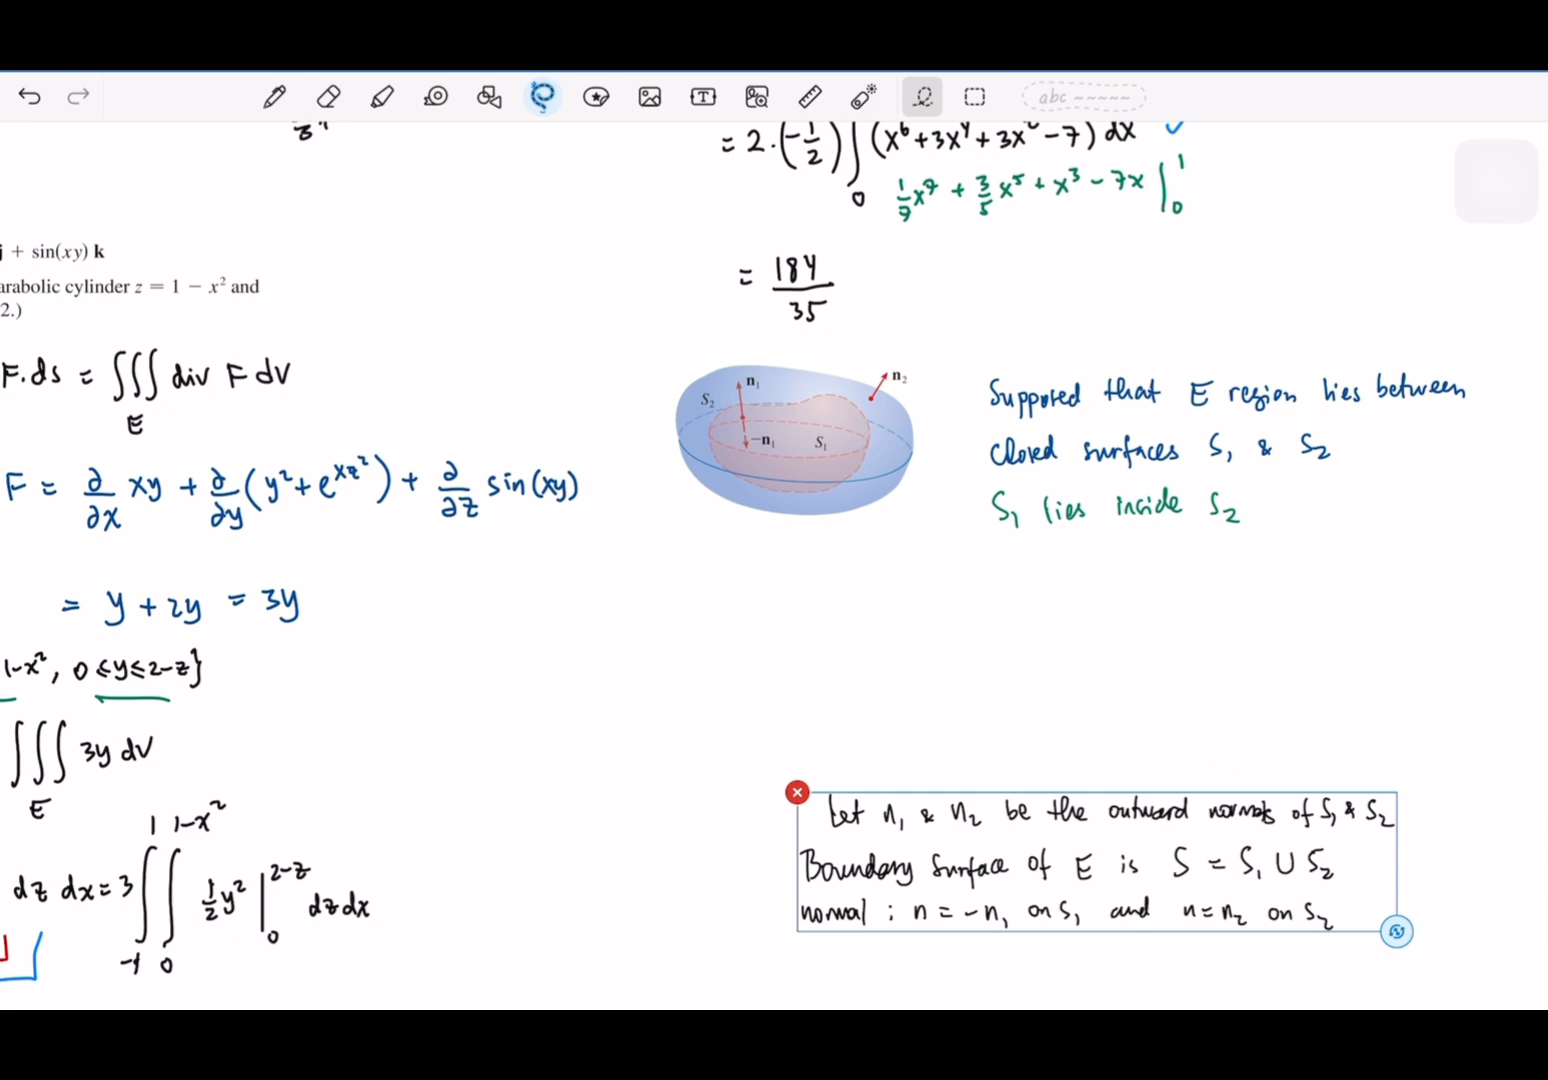 abc
= 2·(-1/2) ∫ (x⁶ + 3x⁴ + 3x² - 7) dx
0
1/7 x⁷ + 3/5 x⁵ + x³ - 7x |₀¹
= 184/35
+ sin(xy) k
arabolic cylinder z = 1 − x² and
2.)
F.ds = ∭ div F dV
E
F = ∂/∂x xy + ∂/∂y (y² + e^(xz²)) + ∂/∂z sin(xy)
= y + 2y = 3y
1-x², 0 ≤ y ≤ 2-z}
∭ 3y dV
E
1 1-x²
dz dx = 3 ∫∫ 1/2 y² |₀^(2-z) dz dx
-1 0
n₁
n₂
S₂
−n₁
S₁
Supposed that E region lies between
closed surfaces S₁ & S₂
S₁ lies inside S₂
Let n₁ & n₂ be the outward normals of S₁ & S₂
Boundary surface of E is S = S₁ ∪ S₂
normal : n = -n₁ on S₁ and n = n₂ on S₂